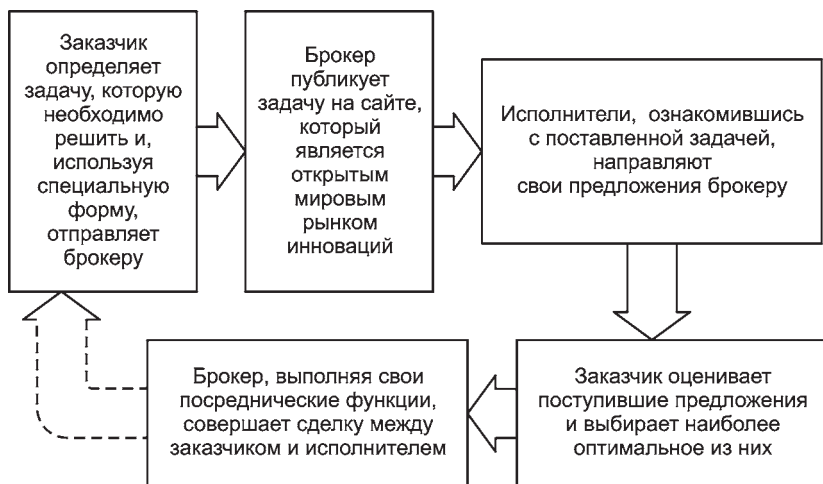 Заказчик
определяет
задачу, которую
необходимо
решить и,
используя
специальную
форму,
отправляет
брокеру
Брокер
публикует
задачу на сайте,
который
является
открытым
мировым
рынком
инноваций
Исполнители, ознакомившись
с поставленной задачей,
направляют
свои предложения брокеру
Заказчик оценивает
поступившие предложения
и выбирает наиболее
оптимальное из них
Брокер, выполняя свои
посреднические функции,
совершает сделку между
заказчиком и исполнителем